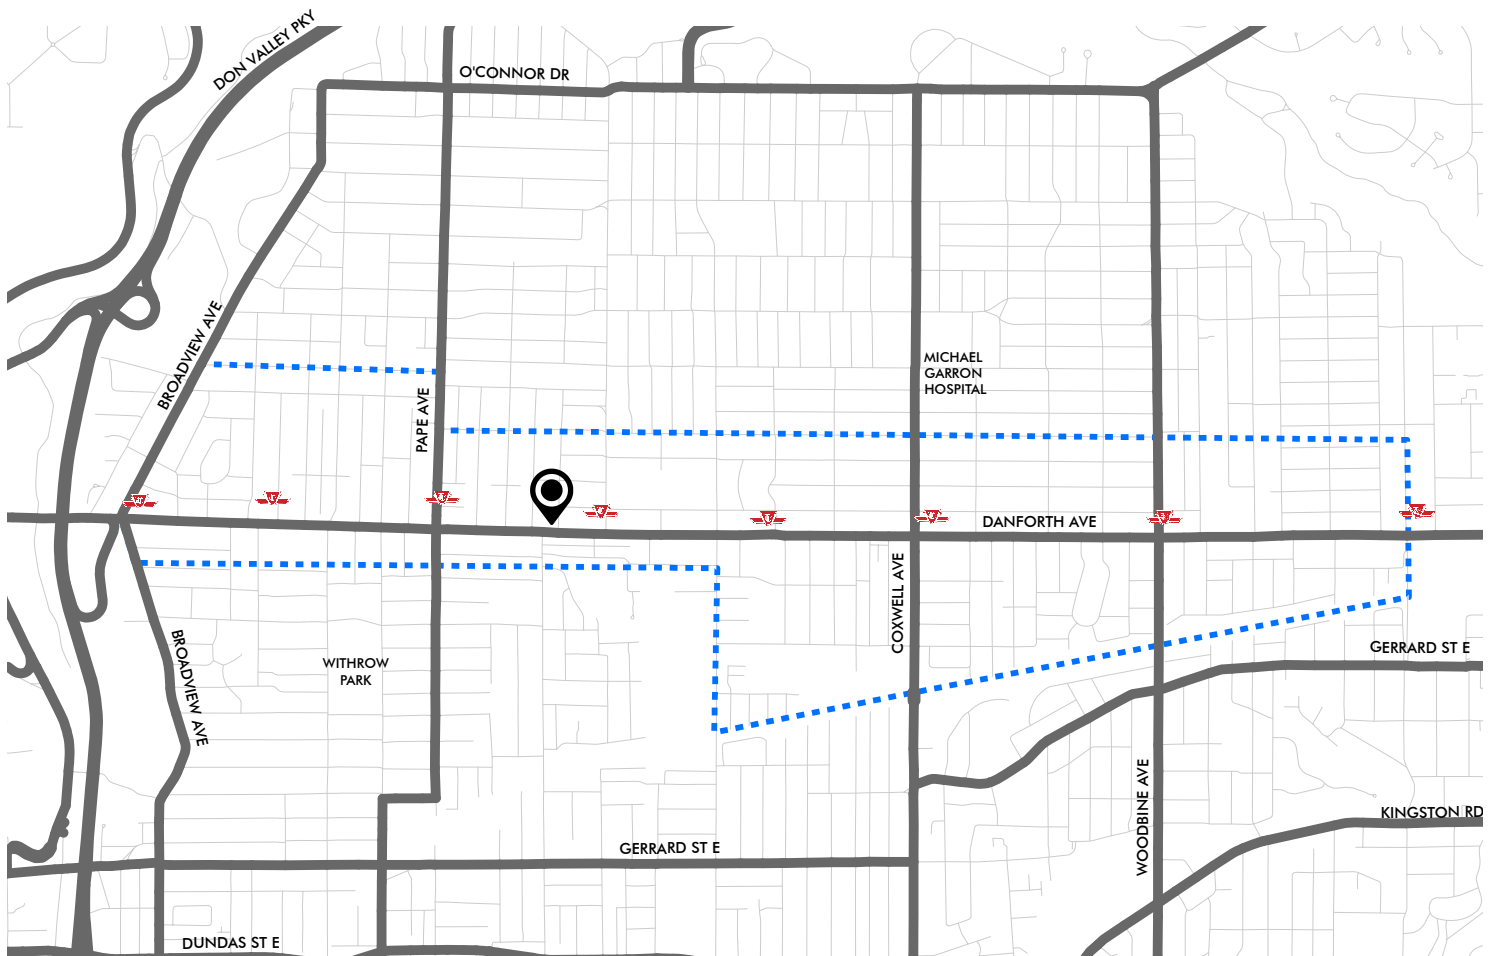 DON VALLEY PKY
O'CONNOR DR
BROADVIEW AVE
MICHAEL
GARRON
HOSPITAL
PAPE AVE
DANFORTH AVE
COXWELL AVE
BROADVIEW AVE
WITHROW
PARK
GERRARD ST E
WOODBINE AVE
KINGSTON RD
GERRARD ST E
DUNDAS ST E